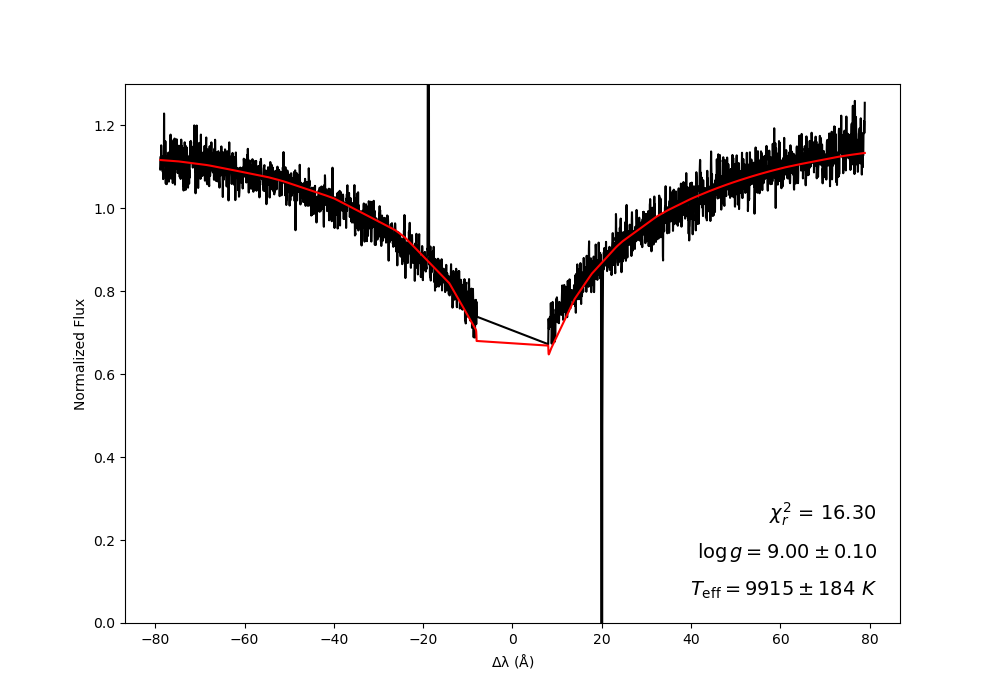 1.2
1.0
0.8
0.6
0.4
0.2
0.0
Normalized Flux
χ²ᵣ = 16.30
log g = 9.00 ± 0.10
T_eff = 9915 ± 184 K
−80 −60 −40 −20 0 20 40 60 80
Δλ (Å)